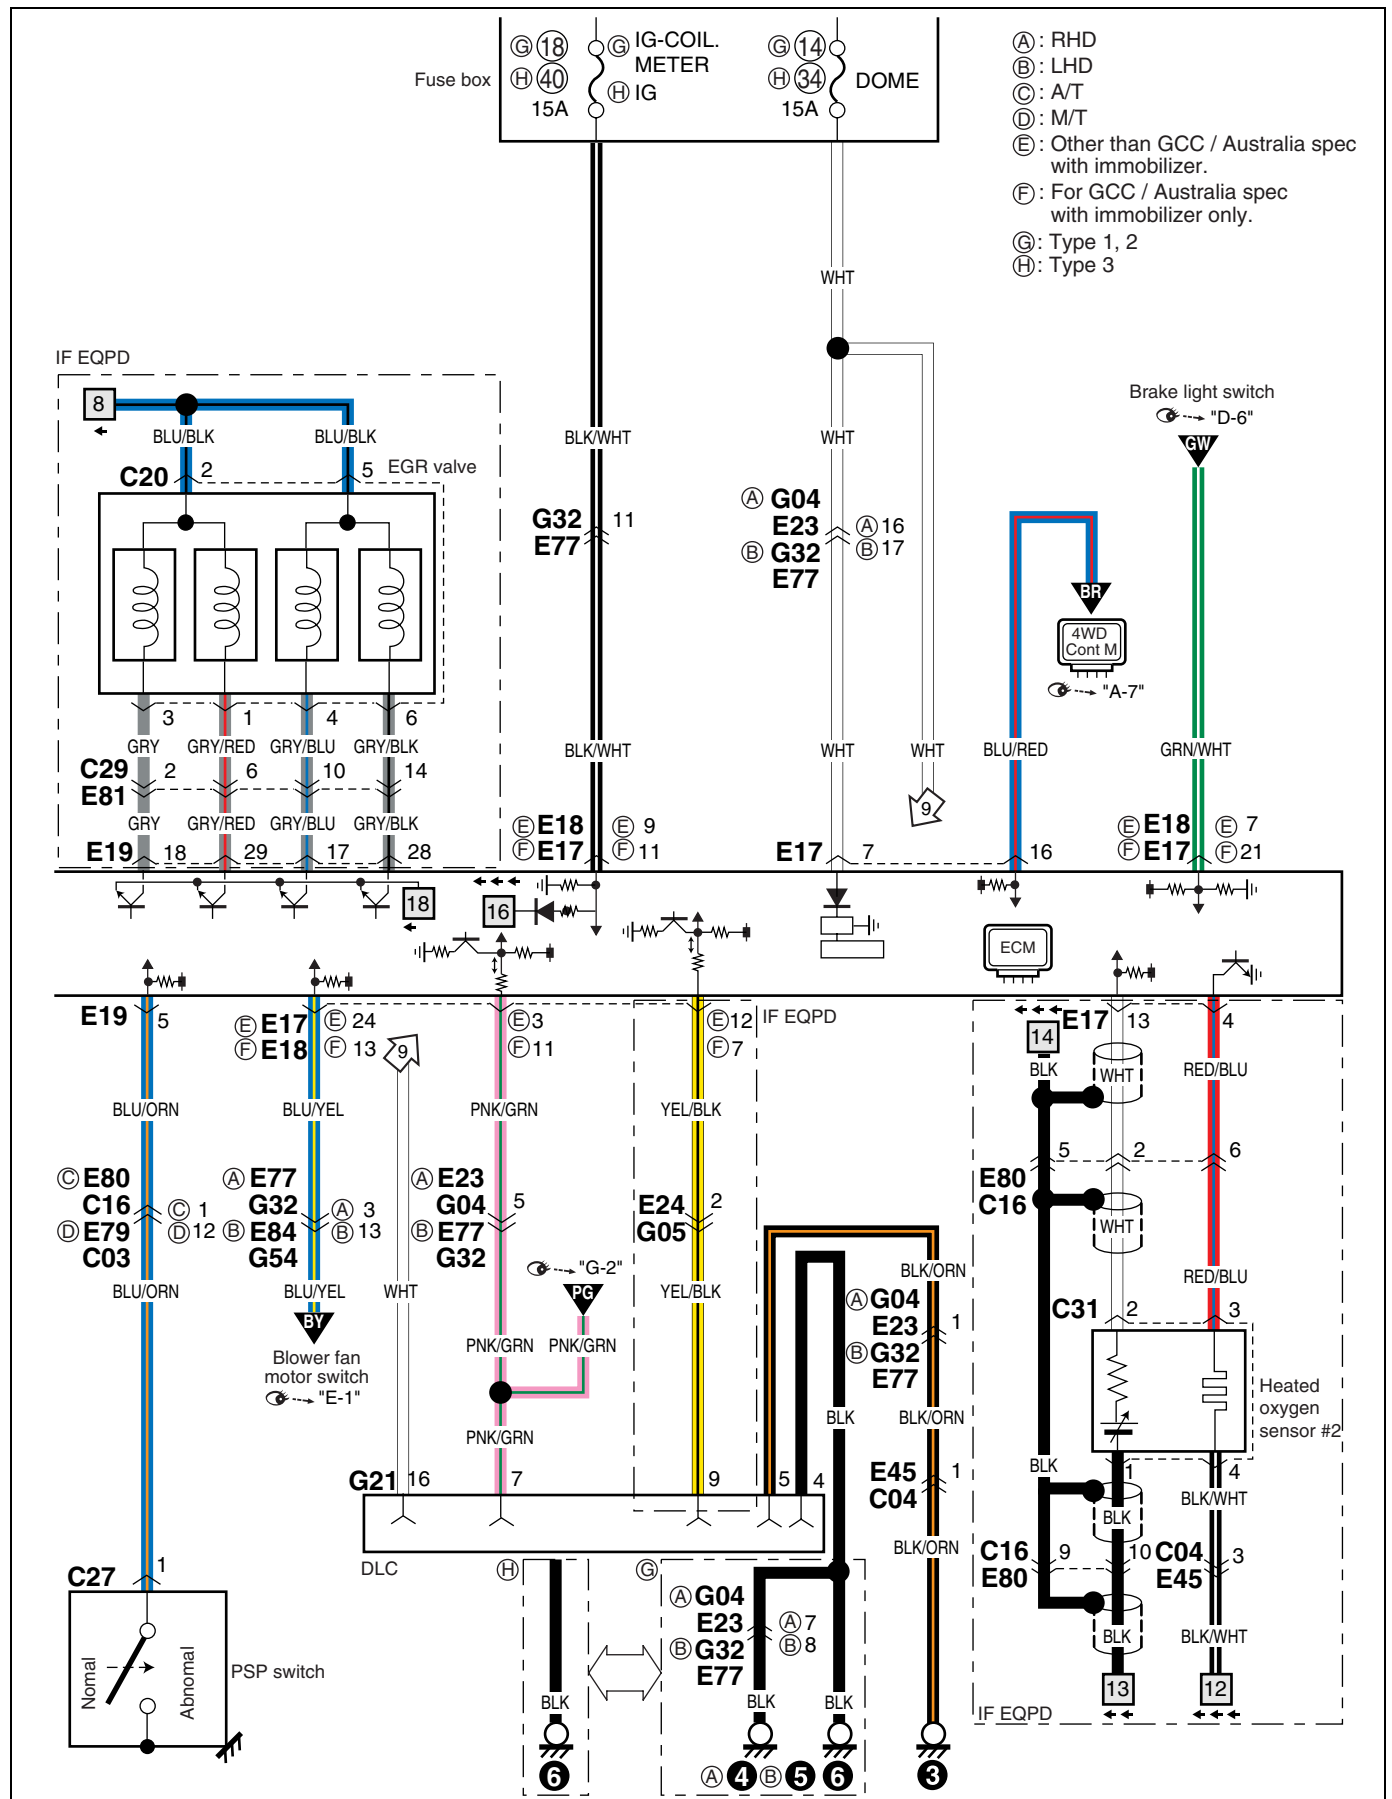 Fuse box
G 18 G IG-COIL.
METER
H 40 H IG
15A
G 14
H 34 DOME
15A
A : RHD
B : LHD
C : A/T
D : M/T
E : Other than GCC / Australia spec
with immobilizer.
F : For GCC / Australia spec
with immobilizer only.
G : Type 1, 2
H : Type 3
WHT
IF EQPD
8
BLU/BLK BLU/BLK
C20 2 5 EGR valve
BLK/WHT
G32 11
E77
WHT
A G04
E23 A 16
B G32 B 17
E77
Brake light switch
"D-6"
GW
BR
4WD
Cont M
"A-7"
3 1 4 6
GRY GRY/RED GRY/BLU GRY/BLK
C29 2 6 10 14
E81
GRY GRY/RED GRY/BLU GRY/BLK
E19 18 29 17 28
BLK/WHT
E E18 E 9
F E17 F 11
WHT WHT
9
E17 7 16
BLU/RED
GRN/WHT
E E18 E 7
F E17 F 21
18
16
ECM
E19 5
E E17 E 24
F E18 F 13
9
E 3
F 11
E 12 IF EQPD
F 7
14
E17 13 4
BLK WHT RED/BLU
BLU/ORN BLU/YEL PNK/GRN YEL/BLK
C E80
C16 C 1
D E79 D 12
C03
A E77
G32 A 3
B E84 B 13
G54
A E23
G04 5
B E77
G32
E24 2
G05
5 2 6
E80
C16
WHT
BLU/ORN BLU/YEL WHT YEL/BLK
BY
Blower fan
motor switch
"E-1"
"G-2"
PG
PNK/GRN PNK/GRN
PNK/GRN
BLK/ORN
A G04
E23 1
B G32
E77
BLK BLK/ORN
E45 1
C04
BLK/ORN
RED/BLU
C31 2 3
Heated
oxygen
sensor #2
BLK 1 4
BLK BLK/WHT
C16 9 10 C04 3
E80 E45
BLK BLK/WHT
13 12
IF EQPD
G21 16 7 9 5 4
DLC
H G
C27 1
Nomal
Abnomal
PSP switch
A G04
E23 A 7
B G32 B 8
E77
BLK BLK BLK
6 A 4 B 5 6 3